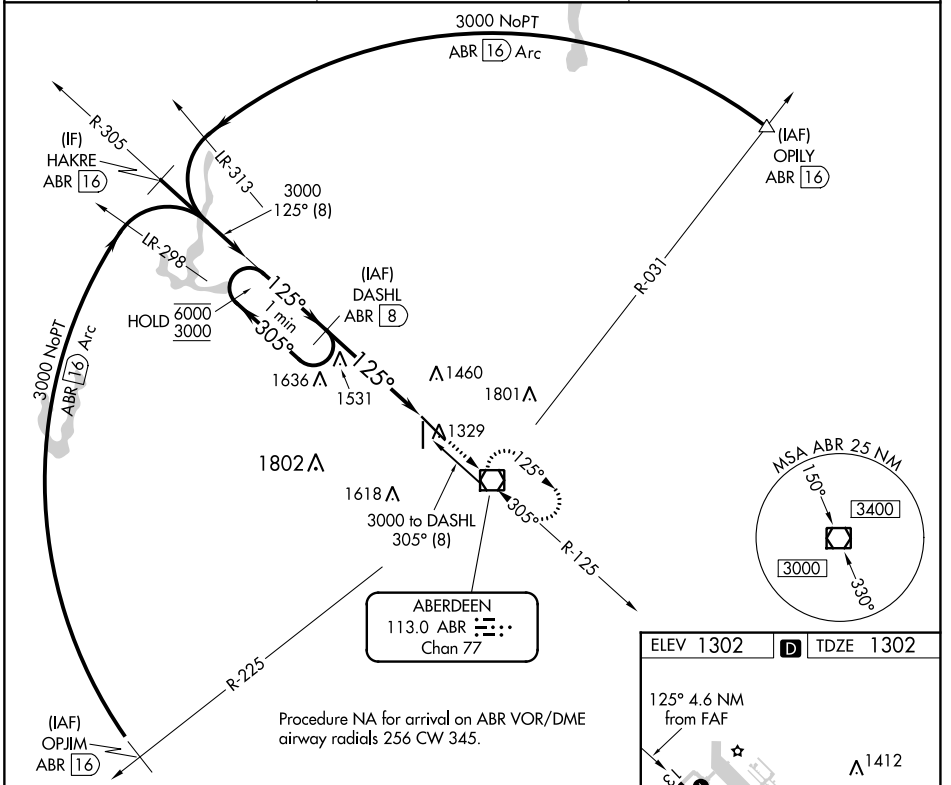 3000 NoPT
ABR 16 Arc
R-305
(IF)
HAKRE
ABR 16
LR-313
3000
125° (8)
(IAF)
OPILY
ABR 16
LR-298
R-031
HOLD 6000
3000
125°
1 min
305°
(IAF)
DASHL
ABR 8
3000 NoPT
ABR 16 Arc
125°
1636
1531
1460
1801
1329
1802
1618
125°
305°
3000 to DASHL
305° (8)
R-125
MSA ABR 25 NM
150°
3400
3000
330°
ABERDEEN
113.0 ABR
Chan 77
R-225
(IAF)
OPJIM
ABR 16
Procedure NA for arrival on ABR VOR/DME
airway radials 256 CW 345.
ELEV 1302 D TDZE 1302
125° 4.6 NM
from FAF
1412